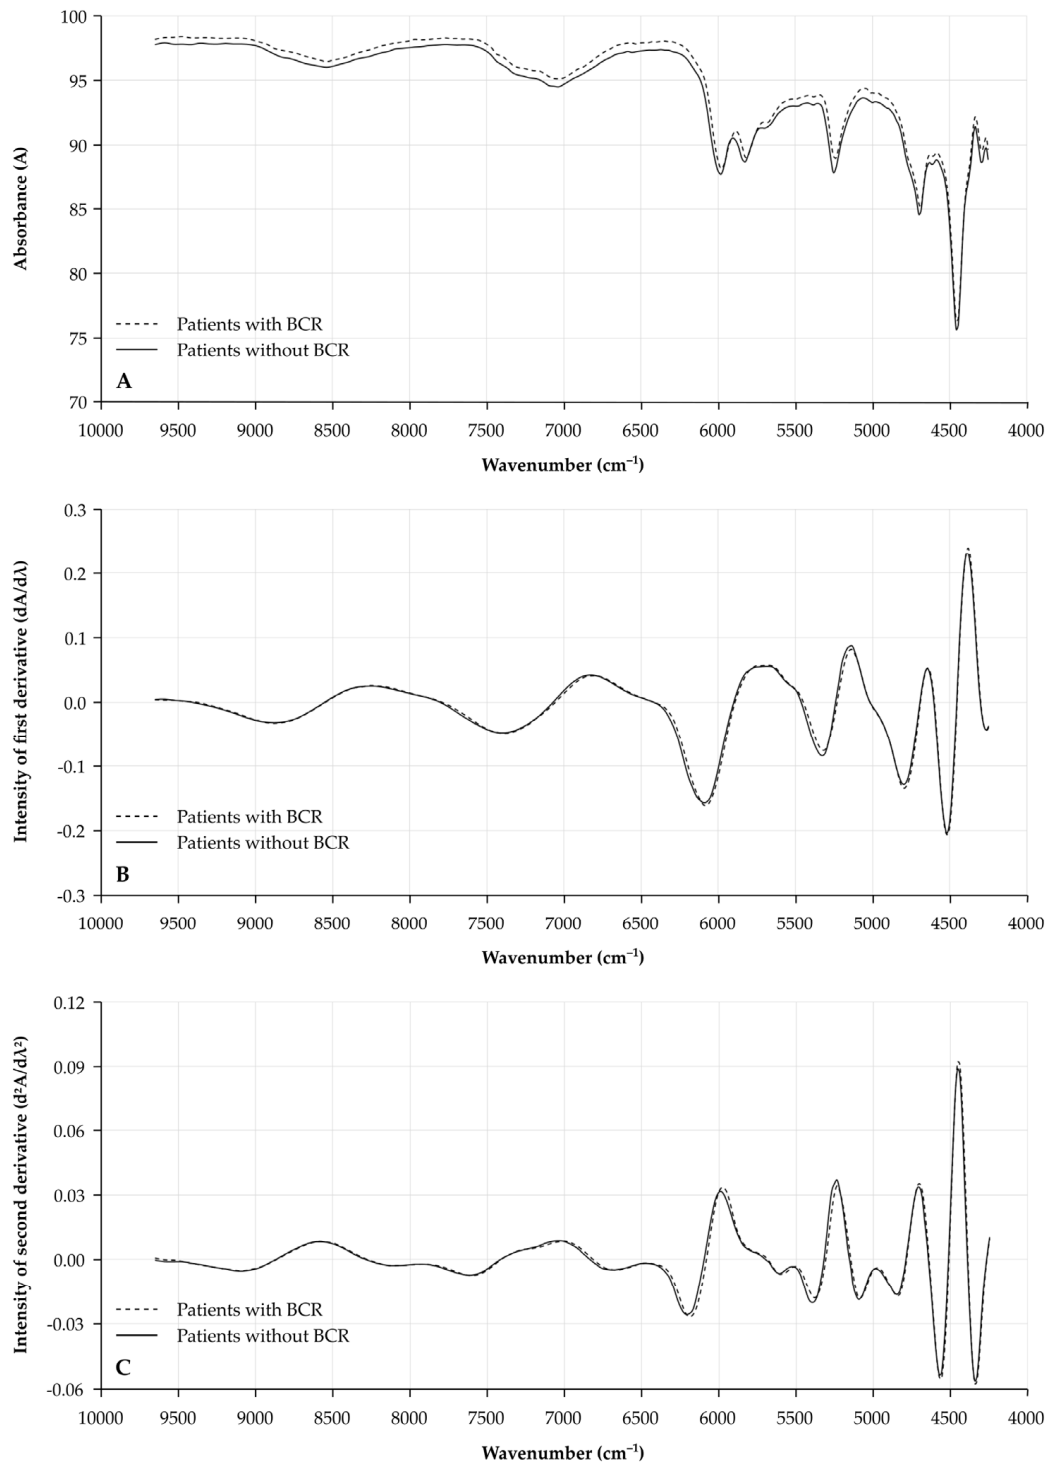 100
95
90
85
80
75
70
Absorbance (A)
Patients with BCR
Patients without BCR
A
10000 9500 9000 8500 8000 7500 7000 6500 6000 5500 5000 4500 4000
Wavenumber (cm⁻¹)
0.3
0.2
0.1
0.0
-0.1
-0.2
-0.3
Intensity of first derivative (dA/dλ)
Patients with BCR
Patients without BCR
B
10000 9500 9000 8500 8000 7500 7000 6500 6000 5500 5000 4500 4000
Wavenumber (cm⁻¹)
0.12
0.09
0.06
0.03
0.00
-0.03
-0.06
Intensity of second derivative (d²A/dλ²)
Patients with BCR
Patients without BCR
C
10000 9500 9000 8500 8000 7500 7000 6500 6000 5500 5000 4500 4000
Wavenumber (cm⁻¹)